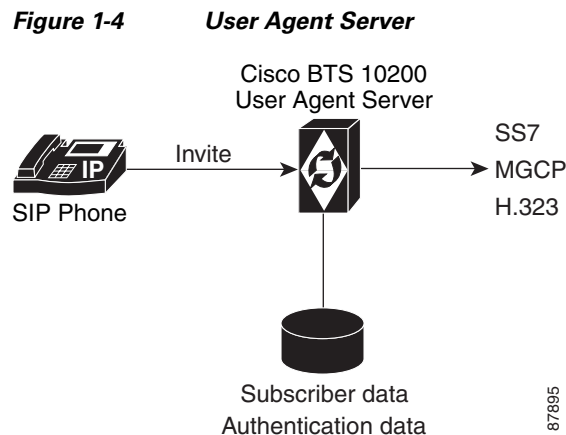 Figure 1-4 User Agent Server
Cisco BTS 10200
User Agent Server
SS7
Invite
MGCP
IP
H.323
SIP Phone
Subscriber data
Authentication data
87895